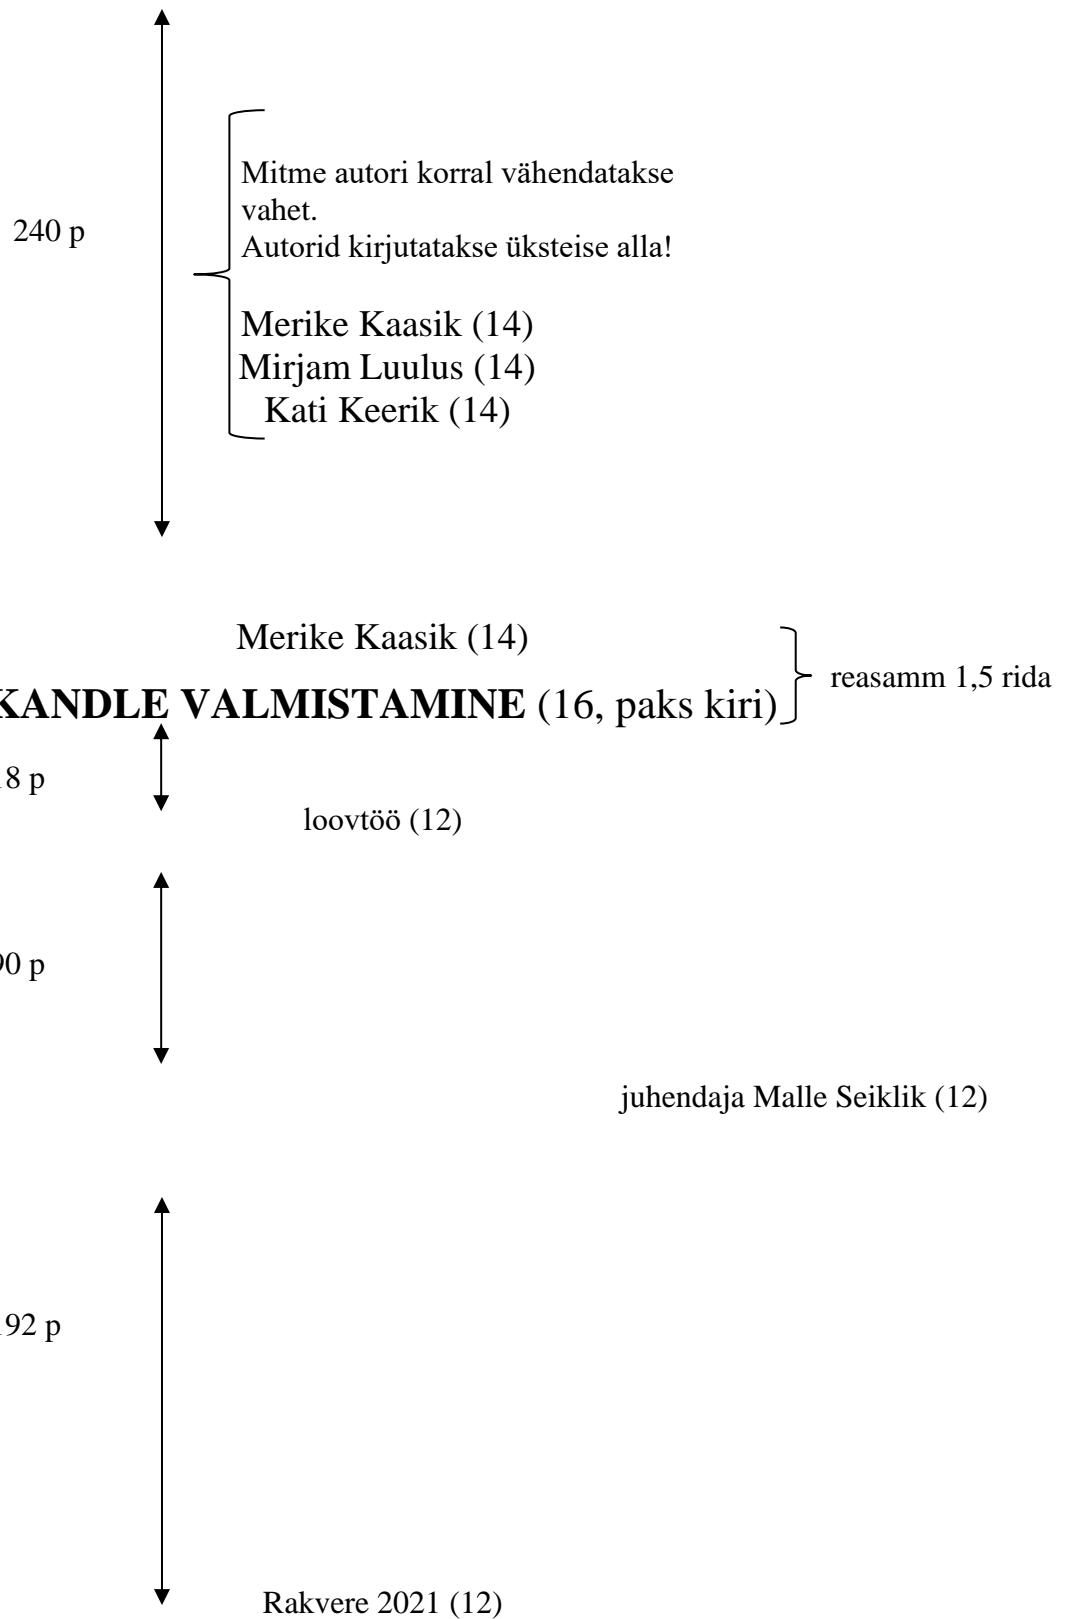 Mitme autori korral vähendatakse
vahet.
240 p
Autorid kirjutatakse üksteise alla!
Merike Kaasik (14)
Mirjam Luulus (14)
Kati Keerik (14)
Merike Kaasik (14)
reasamm 1,5 rida
KANDLE VALMISTAMINE (16, paks kiri)
8 p
loovtöö (12)
90 p
juhendaja Malle Seiklik (12)
92 p
Rakvere 2021 (12)